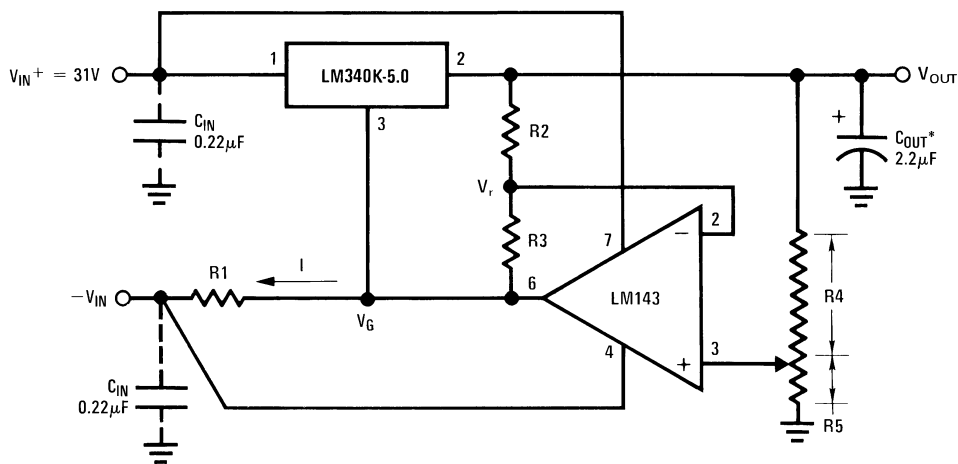 1
LM340K-5.0
2
3
VIN+ = 31V
VOUT
CIN
0.22μF
+
COUT*
2.2μF
R2
Vr
R3
7
−
2
6
LM143
R4
R1
I
−VIN
VG
4
+
3
R5
CIN
0.22μF